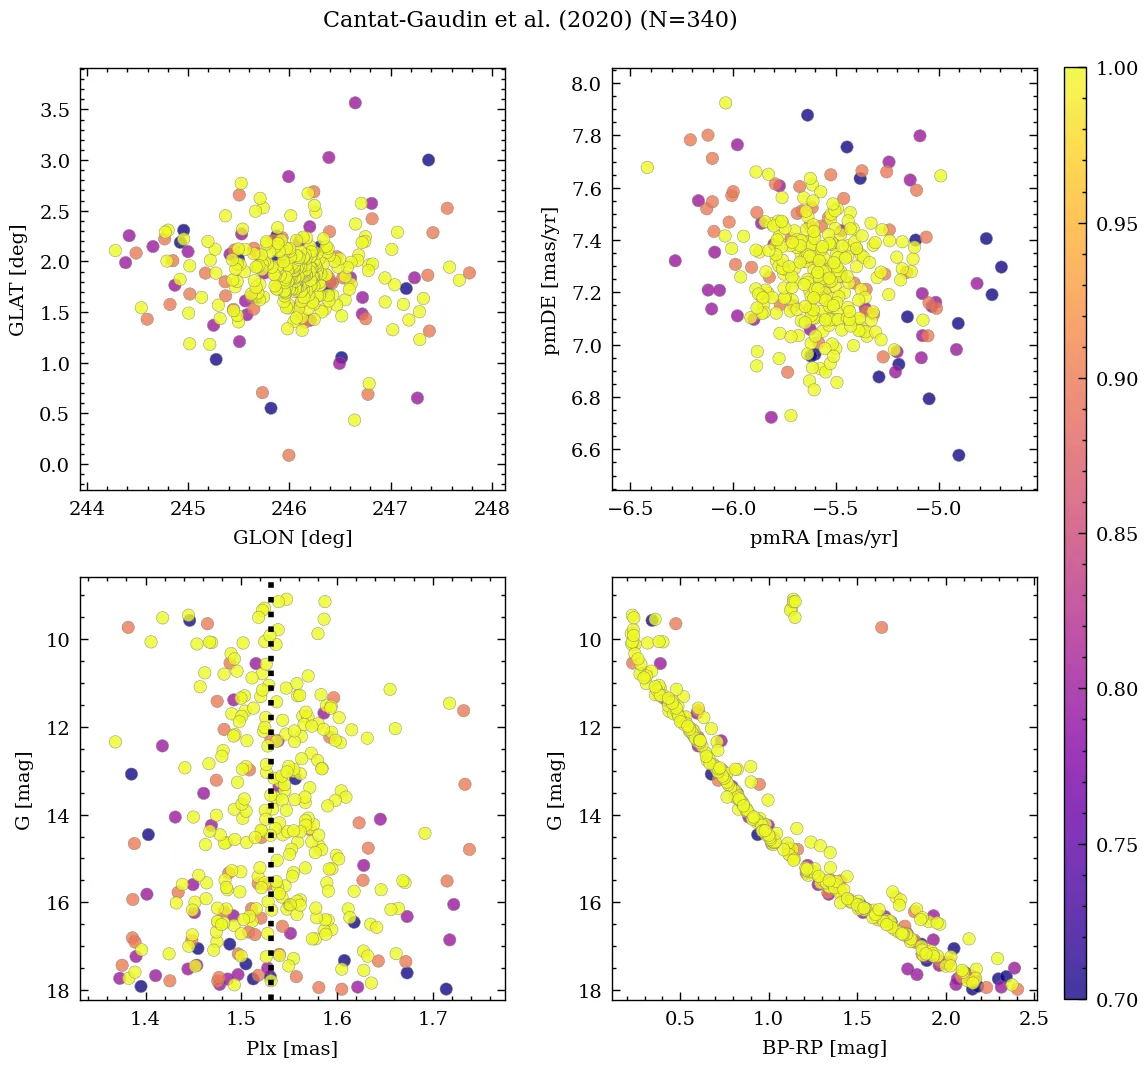 Cantat-Gaudin et al. (2020) (N=340)
GLAT [deg]
3.5
3.0
2.5
2.0
1.5
1.0
0.5
0.0
244 245 246 247 248
GLON [deg]
pmDE [mas/yr]
8.0
7.8
7.6
7.4
7.2
7.0
6.8
6.6
−6.5 −6.0 −5.5 −5.0
pmRA [mas/yr]
1.00
0.95
0.90
0.85
0.80
0.75
0.70
G [mag]
10
12
14
16
18
1.4 1.5 1.6 1.7
Plx [mas]
G [mag]
10
12
14
16
18
0.5 1.0 1.5 2.0 2.5
BP-RP [mag]